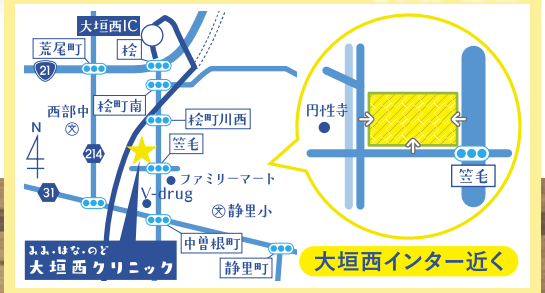 大垣西IC
荒尾町
桧
21
桧町南
西部中
文
桧町川西
N
笠毛
214
ファミリーマート
31
V-drug
文静里小
みみ・はな・のど
大垣西クリニック
中曽根町
静里町
円性寺
笠毛
大垣西インター近く